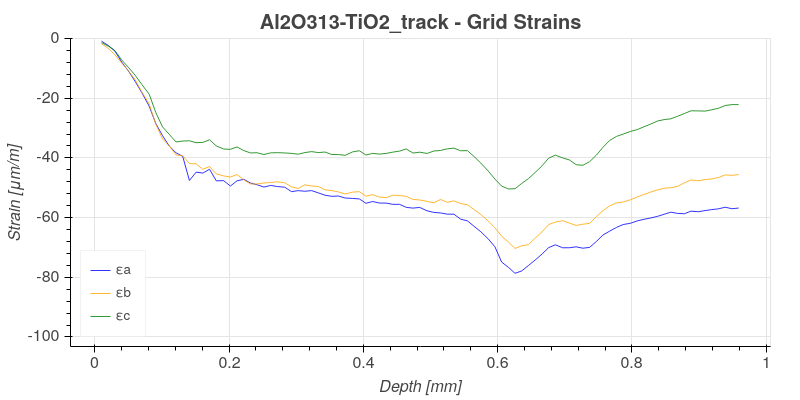 Al2O313-TiO2_track - Grid Strains
0
-20
-40
-60
-80
-100
Strain [μm/m]
εa
εb
εc
0
0.2
0.4
0.6
0.8
1
Depth [mm]